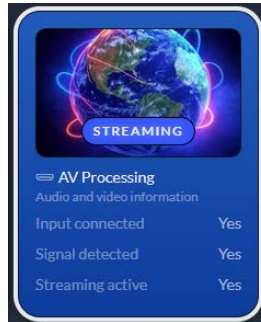 STREAMING
AV Processing
Audio and video information
Input connected Yes
Signal detected Yes
Streaming active Yes